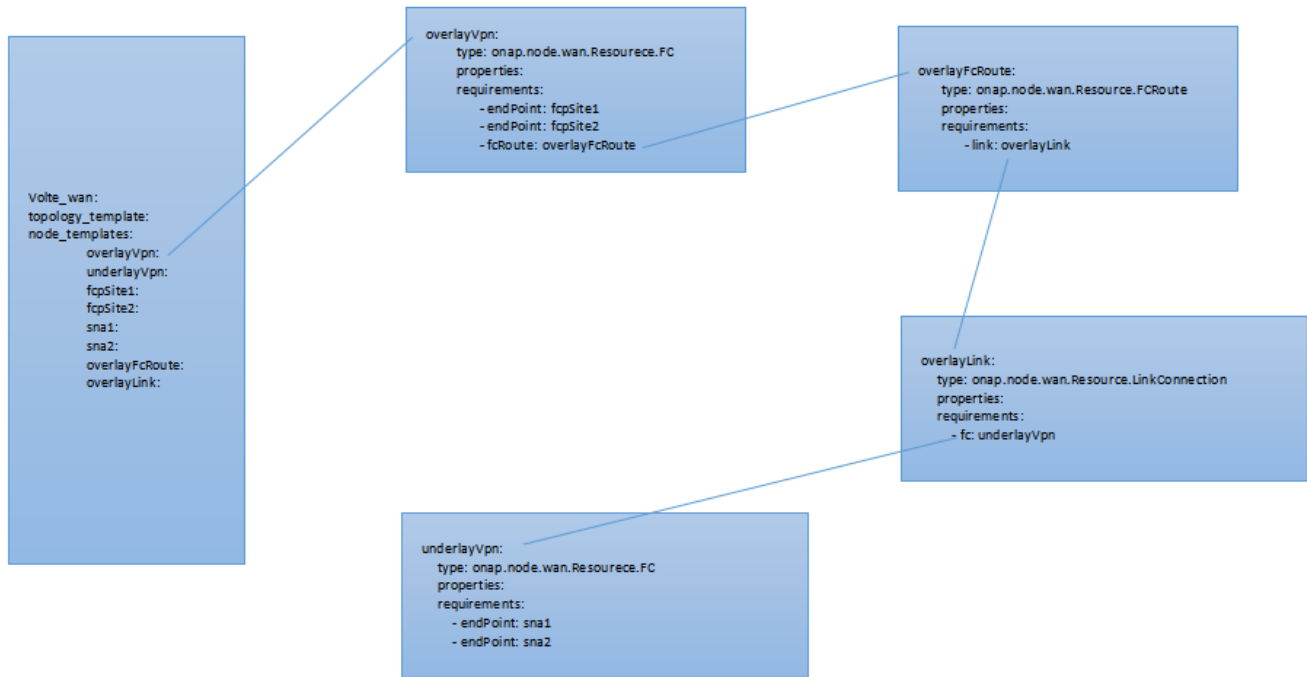 Volte_wan:
topology_template:
node_templates:
overlayVpn:
underlayVpn:
fcpSite1:
fcpSite2:
sna1:
sna2:
overlayFcRoute:
overlayLink:
overlayVpn:
type: onap.node.wan.Resourece.FC
properties:
requirements:
- endPoint: fcpSite1
- endPoint: fcpSite2
- fcRoute: overlayFcRoute
overlayFcRoute:
type: onap.node.wan.Resource.FCRoute
properties:
requirements:
- link: overlayLink
overlayLink:
type: onap.node.wan.Resource.LinkConnection
properties:
requirements:
- fc: underlayVpn
underlayVpn:
type: onap.node.wan.Resourece.FC
properties:
requirements:
- endPoint: sna1
- endPoint: sna2